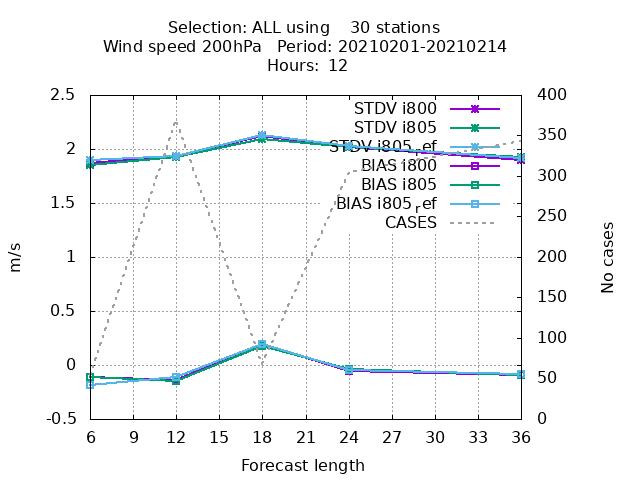 Selection: ALL using    30 stations
Wind speed 200hPa   Period: 20210201-20210214
Hours:  12
2.5
2
1.5
1
0.5
0
-0.5
m/s
400
350
300
250
200
150
100
50
0
No cases
STDV i800
STDV i805
STDV i805ref
BIAS i800
BIAS i805
BIAS i805ref
CASES
6 9 12 15 18 21 24 27 30 33 36
Forecast length